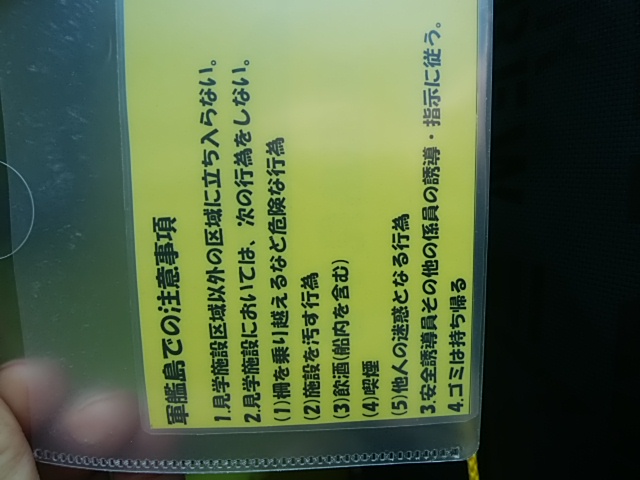 軍艦島での注意事項
1.見学施設区域以外の区域に立ち入らない。
2.見学施設においては、次の行為をしない。
(1)柵を乗り越えるなど危険な行為
(2)施設を汚す行為
(3)飲酒(船内を含む)
(4)喫煙
(5)他人の迷惑となる行為
3.安全誘導員その他の係員の誘導・指示に従う。
4.ゴミは持ち帰る